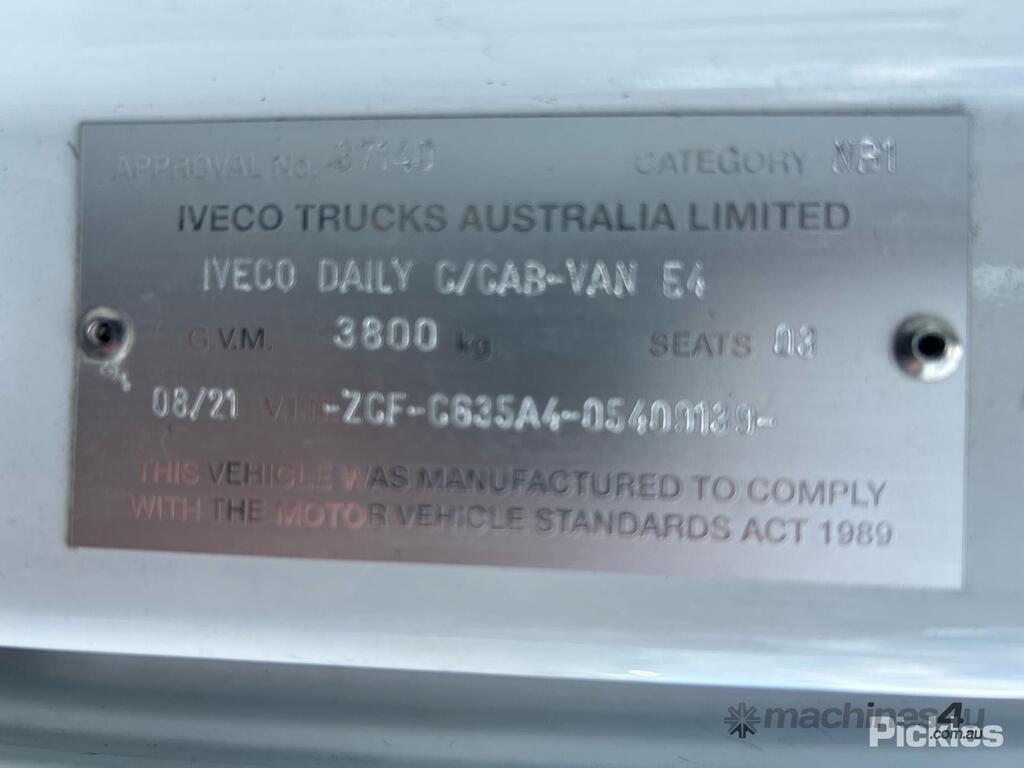 APPROVAL No. 37140 CATEGORY NB1
IVECO TRUCKS AUSTRALIA LIMITED
IVECO DAILY C/CAB-VAN E4
G.V.M. 3800 kg. SEATS 03
08/21 VIN -ZCF-C635A4-05409139-
THIS VEHICLE WAS MANUFACTURED TO COMPLY
WITH THE MOTOR VEHICLE STANDARDS ACT 1989
machines4u
.com.au
Pickles